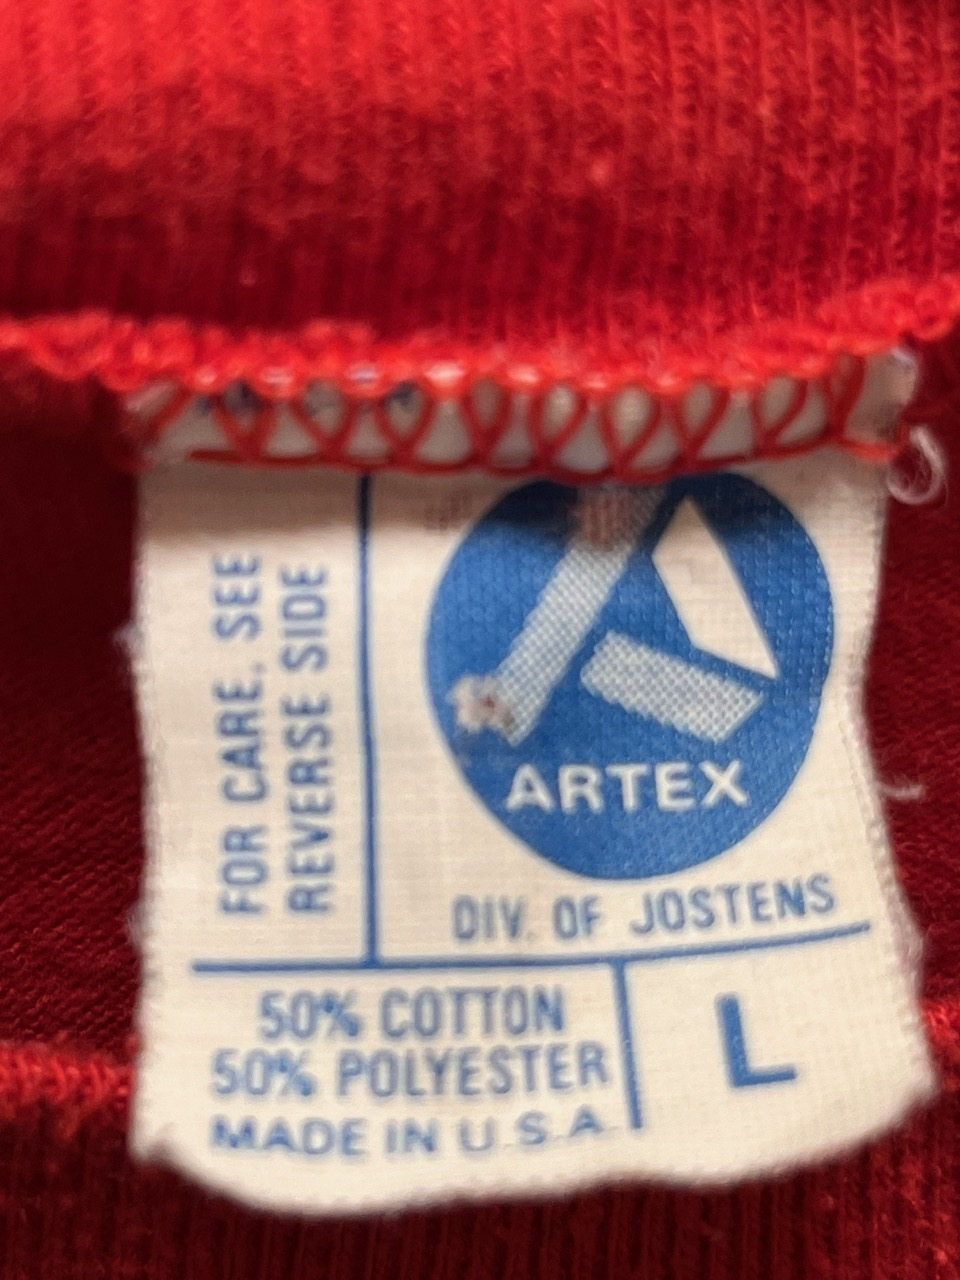 FOR CARE, SEE
REVERSE SIDE
ARTEX
DIV. OF JOSTENS
50% COTTON
50% POLYESTER
MADE IN U.S.A.
L